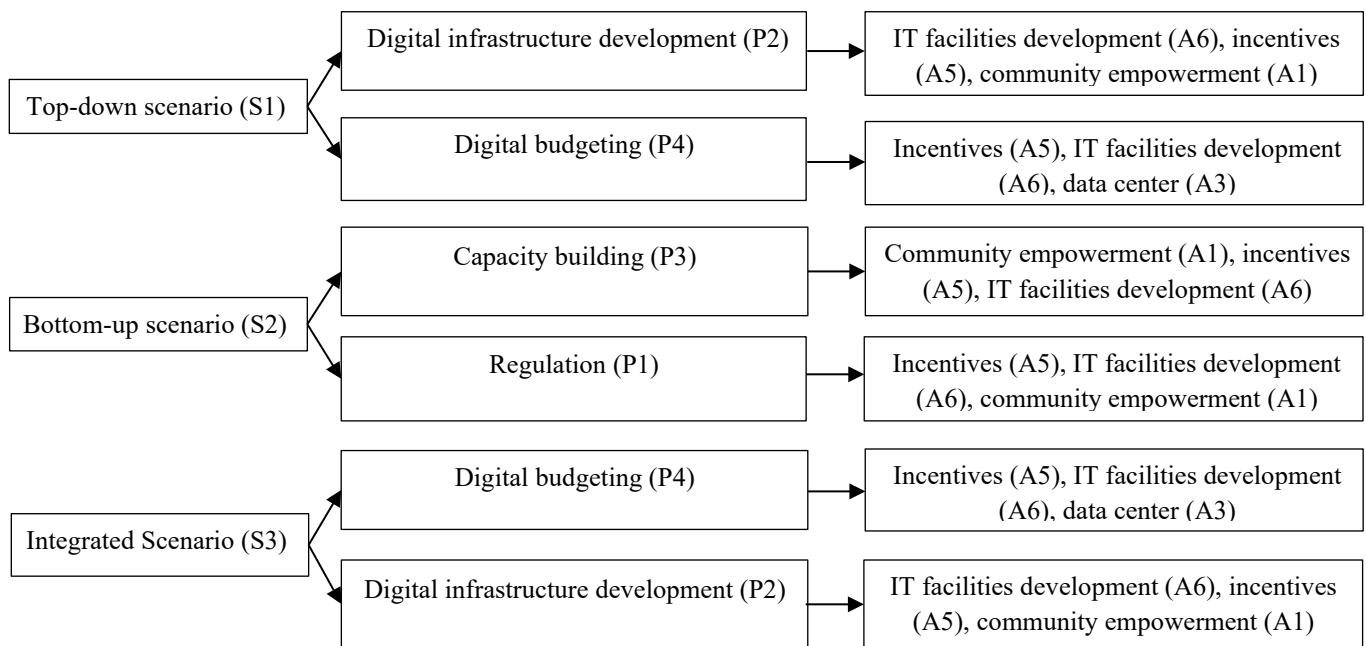 Digital infrastructure development (P2)
IT facilities development (A6), incentives
(A5), community empowerment (A1)
Top-down scenario (S1)
Digital budgeting (P4)
Incentives (A5), IT facilities development
(A6), data center (A3)
Capacity building (P3)
Community empowerment (A1), incentives
(A5), IT facilities development (A6)
Bottom-up scenario (S2)
Regulation (P1)
Incentives (A5), IT facilities development
(A6), community empowerment (A1)
Digital budgeting (P4)
Incentives (A5), IT facilities development
(A6), data center (A3)
Integrated Scenario (S3)
Digital infrastructure development (P2)
IT facilities development (A6), incentives
(A5), community empowerment (A1)